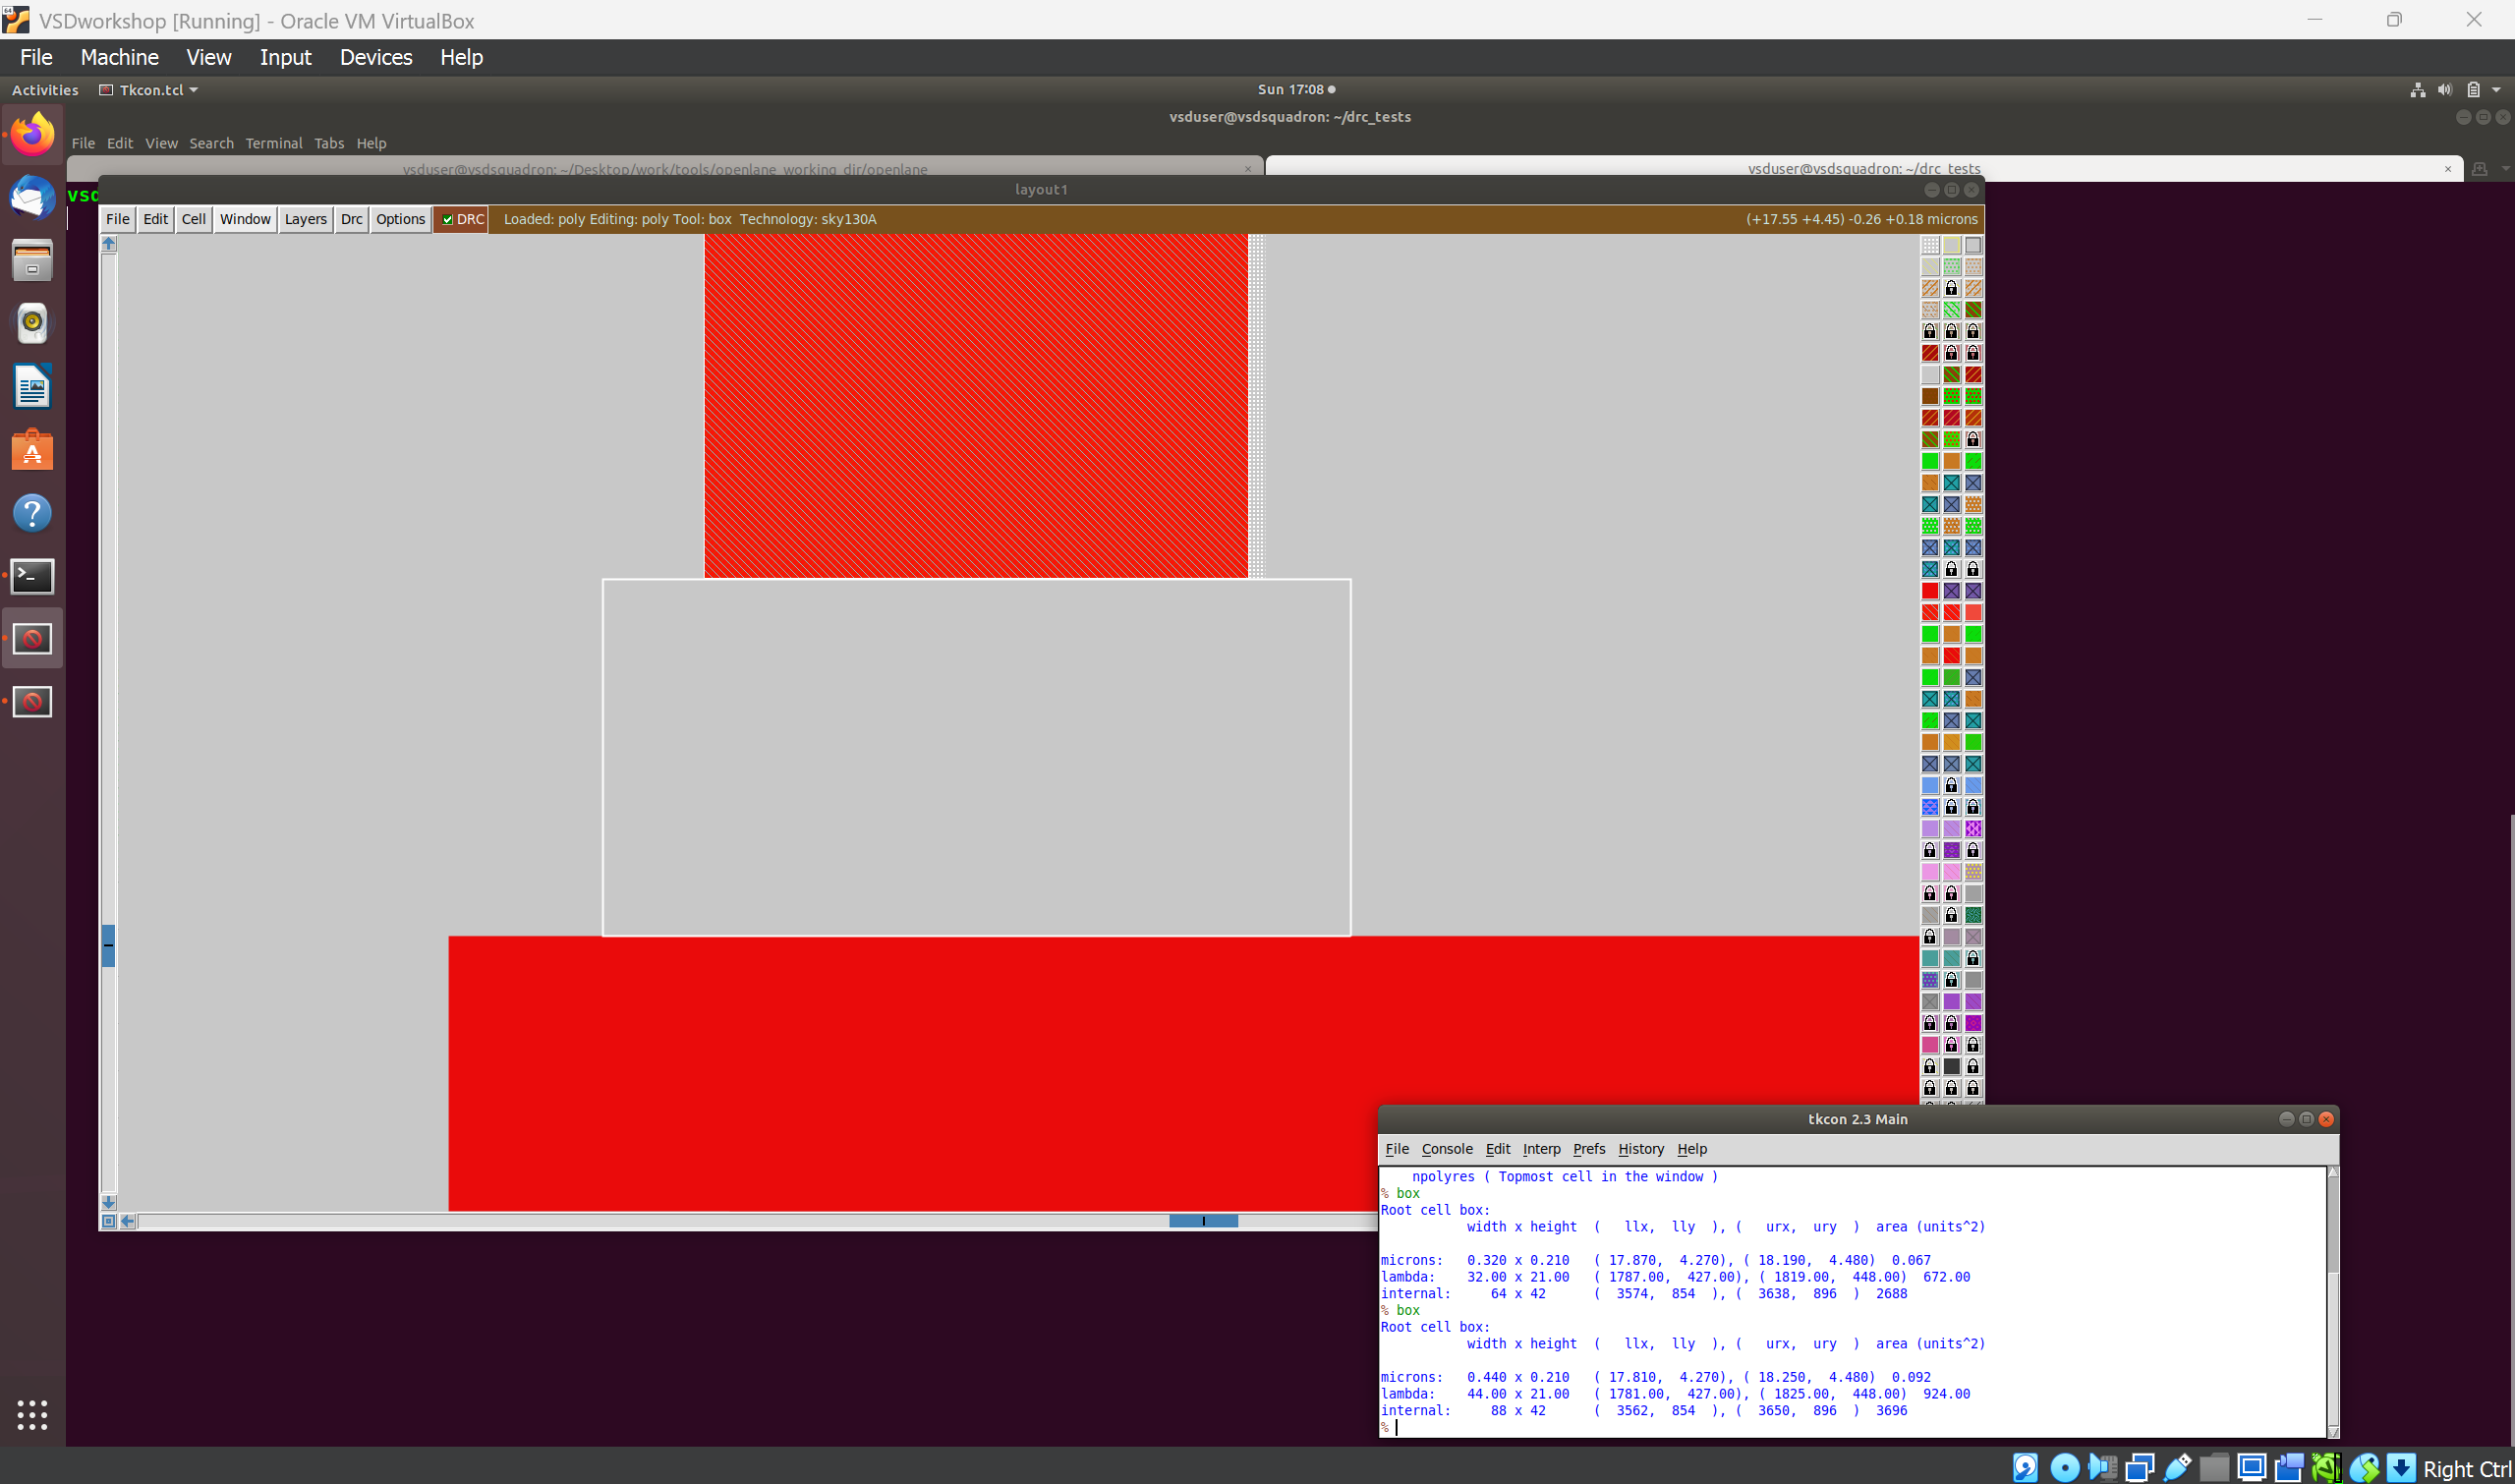 VSDworkshop [Running] - Oracle VM VirtualBox
File Machine View Input Devices Help
Activities Tkcon.tcl Sun 17:08
vsduser@vsdsquadron: ~/drc_tests
File Edit View Search Terminal Tabs Help
vsduser@vsdsquadron: ~/Desktop/work/tools/openlane_working_dir/openlane × vsduser@vsdsquadron: ~/drc_tests ×
layout1
File Edit Cell Window Layers Drc Options DRC Loaded: poly Editing: poly Tool: box Technology: sky130A (+17.55 +4.45) -0.26 +0.18 microns
tkcon 2.3 Main
File Console Edit Interp Prefs History Help
npolyres ( Topmost cell in the window )
% box
Root cell box:
width x height ( llx, lly ), ( urx, ury ) area (units^2)
microns: 0.320 x 0.210 ( 17.870, 4.270), ( 18.190, 4.480) 0.067
lambda: 32.00 x 21.00 ( 1787.00, 427.00), ( 1819.00, 448.00) 672.00
internal: 64 x 42 ( 3574, 854 ), ( 3638, 896 ) 2688
% box
Root cell box:
width x height ( llx, lly ), ( urx, ury ) area (units^2)
microns: 0.440 x 0.210 ( 17.810, 4.270), ( 18.250, 4.480) 0.092
lambda: 44.00 x 21.00 ( 1781.00, 427.00), ( 1825.00, 448.00) 924.00
internal: 88 x 42 ( 3562, 854 ), ( 3650, 896 ) 3696
%
Right Ctrl